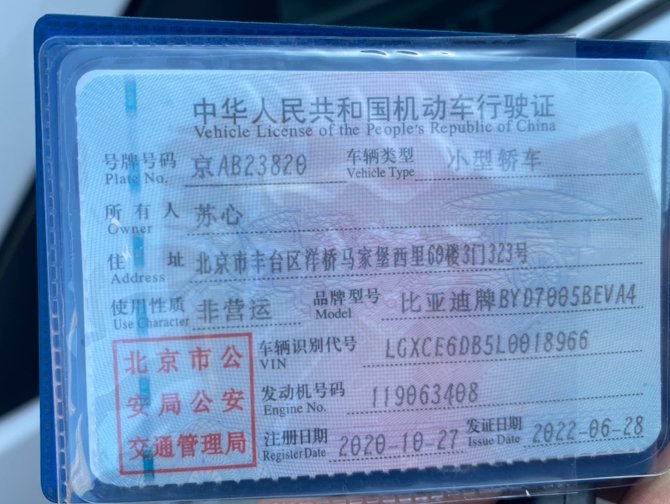 中华人民共和国机动车行驶证
Vehicle License of the People's Republic of China
号牌号码 京AB23820 车辆类型 小型轿车
Plate No. Vehicle Type
所有人 苏心
Owner
住址 北京市丰台区洋桥马家堡西里60楼3门323号
Address
使用性质 非营运 品牌型号 比亚迪牌BYD7005BEVA4
Use Character Model
北京市公
安局公安
交通管理局
车辆识别代号 LGXCE6DB5L0018966
VIN
发动机号码 119063408
Engine No.
注册日期 2020-10-27 发证日期 2022-06-28
Register Date Issue Date